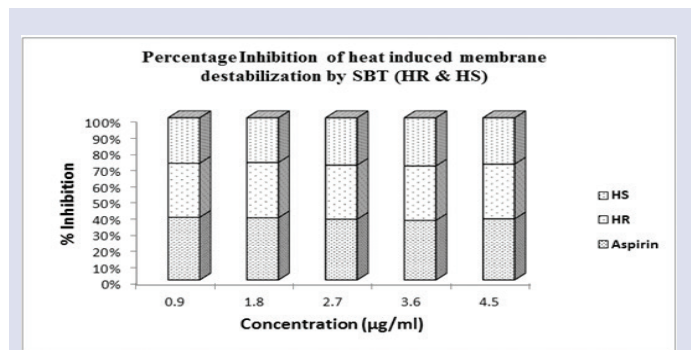 Percentage Inhibition of heat induced membrane
destabilization by SBT (HR & HS)
100%
90%
80%
70%
60%
50%
40%
30%
20%
10%
0%
% Inhibition
HS
HR
Aspirin
0.9 1.8 2.7 3.6 4.5
Concentration (µg/ml)